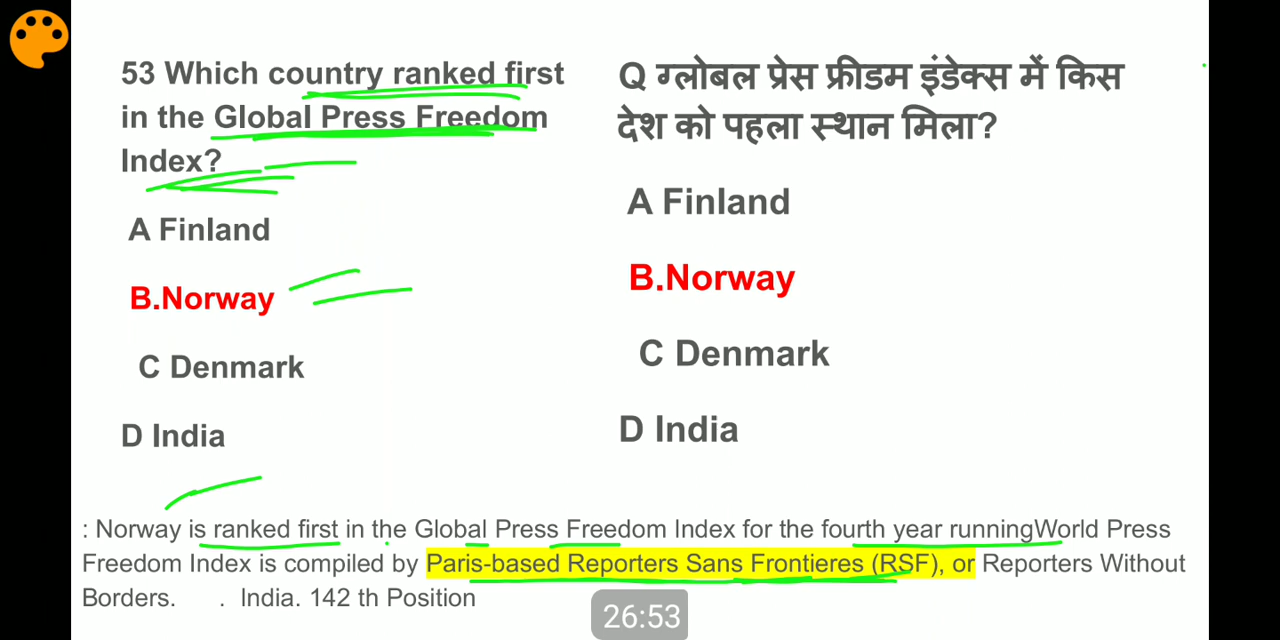 53 Which country ranked first
in the Global Press Freedom
Index?
A Finland
B.Norway
C Denmark
D India
Q ग्लोबल प्रेस फ्रीडम इंडेक्स में किस
देश को पहला स्थान मिला?
A Finland
B.Norway
C Denmark
D India
: Norway is ranked first in the Global Press Freedom Index for the fourth year runningWorld Press
Freedom Index is compiled by Paris-based Reporters Sans Frontieres (RSF), or Reporters Without
Borders. . India. 142 th Position
26:53